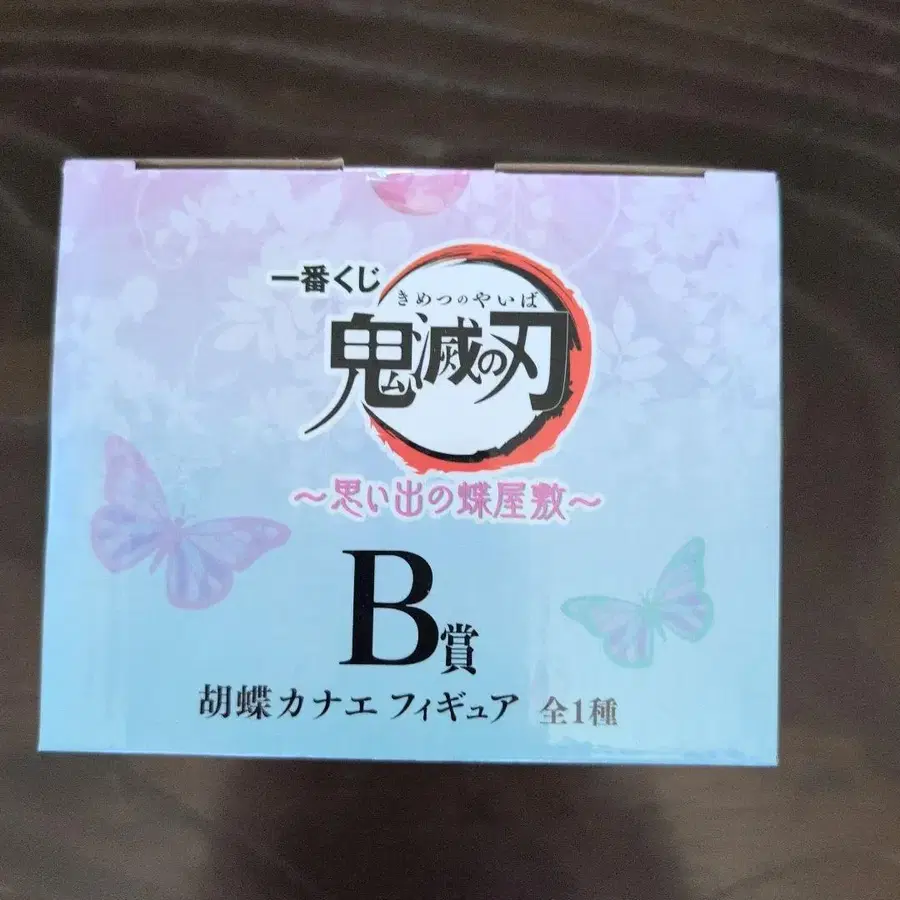 一番くじ
きめつのやいば
鬼滅の刃
～思い出の蝶屋敷～
B賞
胡蝶カナエ フィギュア 全1種